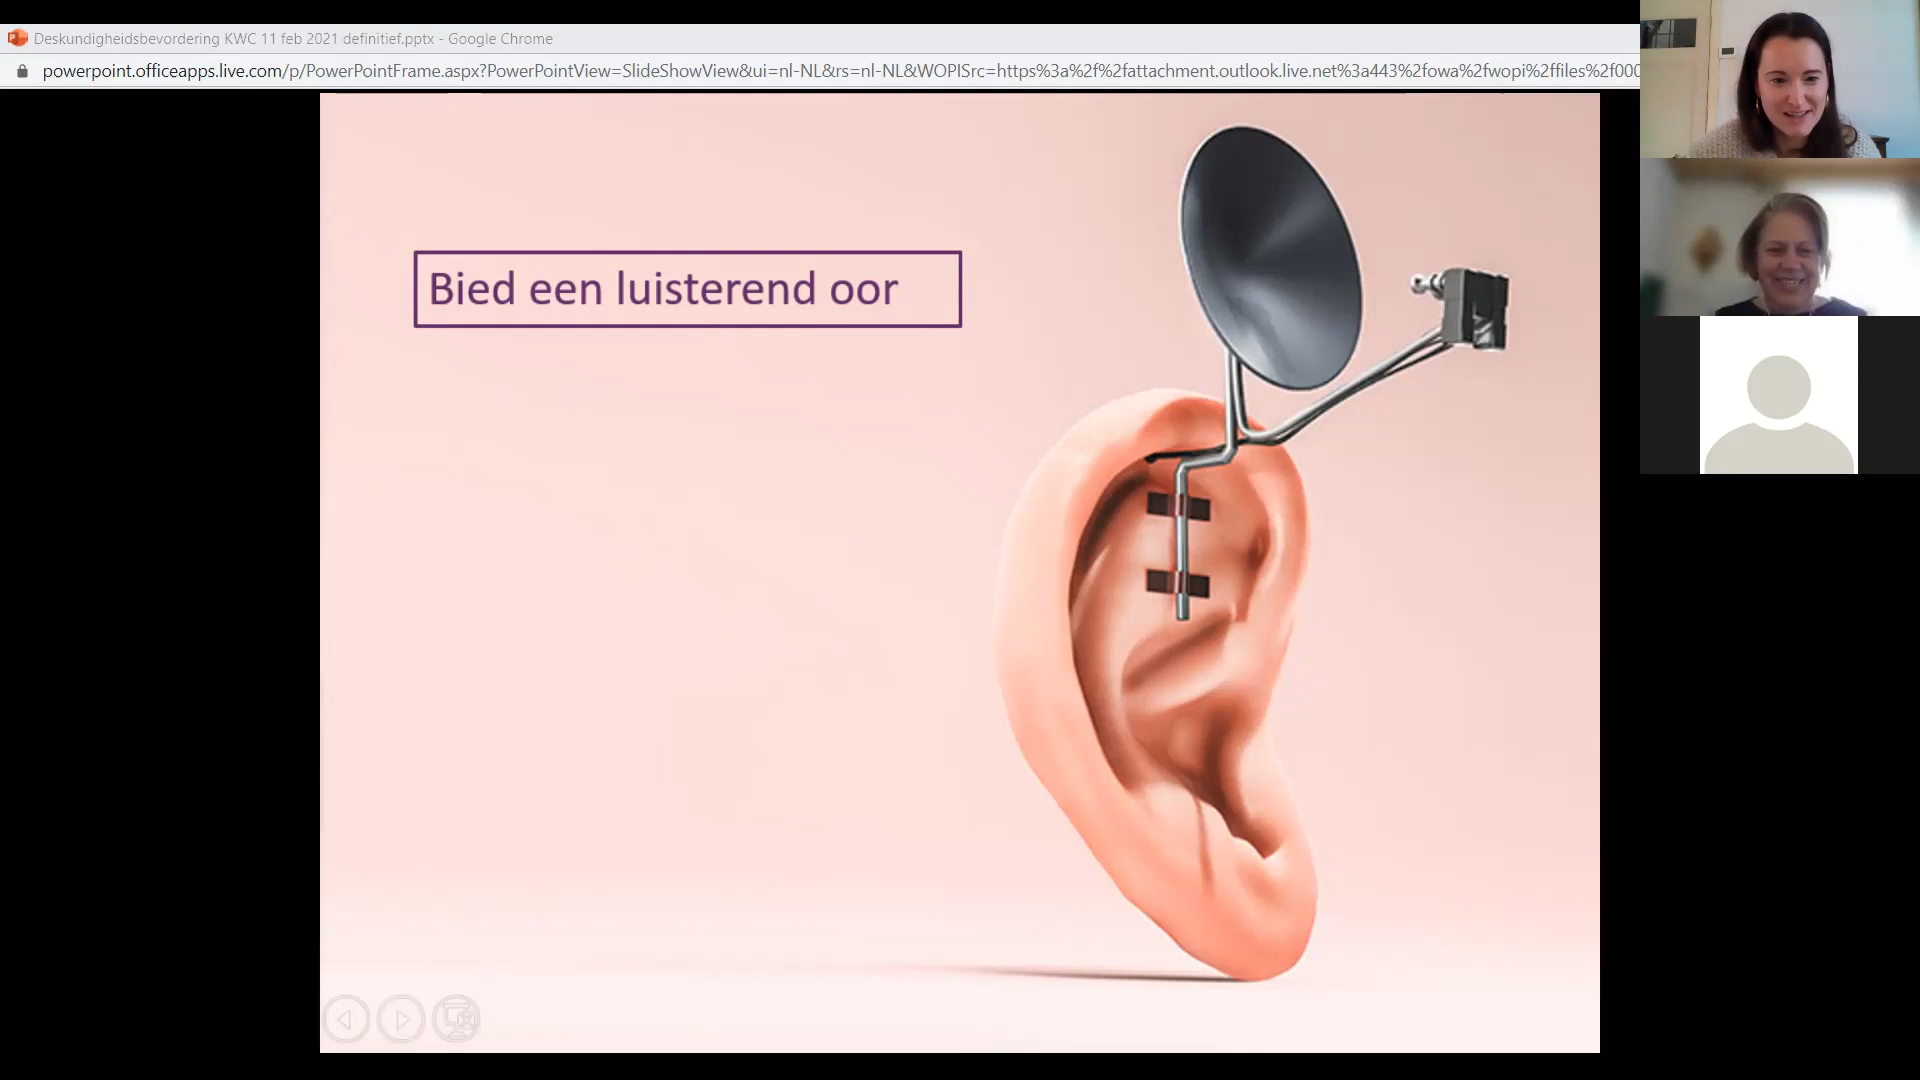 Deskundigheidsbevordering KWC 11 feb 2021 definitief.pptx - Google Chrome
powerpoint.officeapps.live.com/p/PowerPointFrame.aspx?PowerPointView=SlideShowView&ui=nl-NL&rs=nl-NL&WOPISrc=https%3a%2f%2fattachment.outlook.live.net%3a443%2fowa%2fwopi%2ffiles%2f000
Bied een luisterend oor